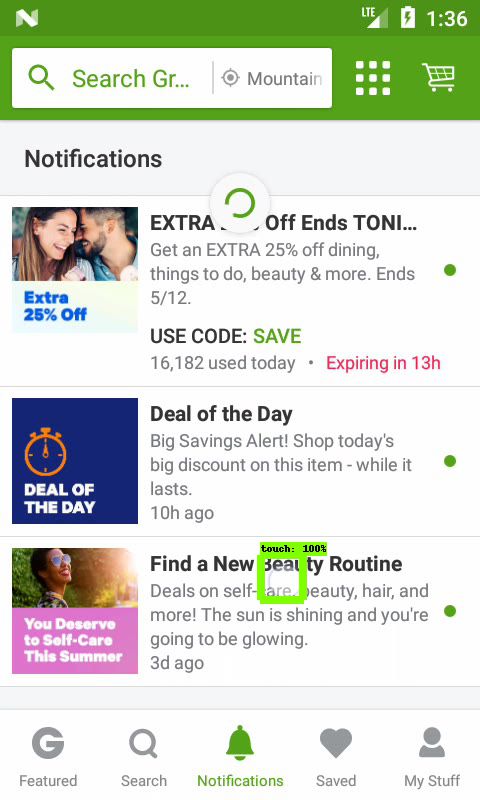 LTE 1:36
Search Gr... Mountain
Notifications
EXTRA Off Ends TONI...
Get an EXTRA 25% off dining,
things to do, beauty & more. Ends
5/12.
Extra
25% Off
USE CODE: SAVE
16,182 used today • Expiring in 13h
Deal of the Day
Big Savings Alert! Shop today's
big discount on this item - while it
lasts.
10h ago
DEAL OF
THE DAY
touch: 100%
Find a New Beauty Routine
Deals on self-care, beauty, hair, and
more! The sun is shining and you're
going to be glowing.
3d ago
You Deserve
to Self-Care
This Summer
Featured Search Notifications Saved My Stuff